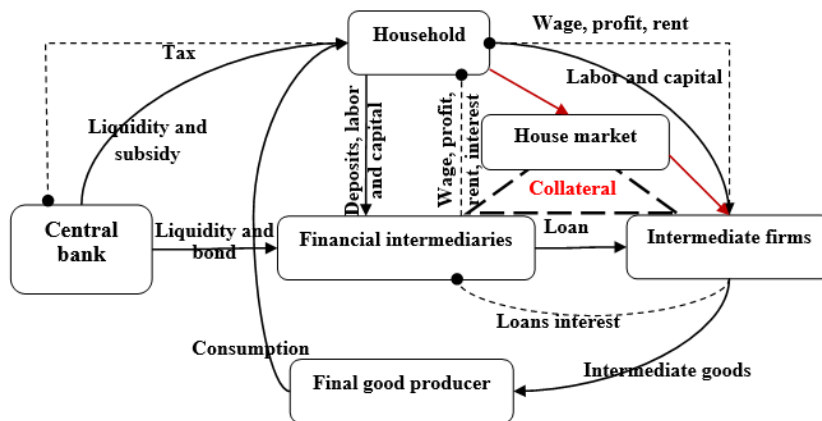 Wage, profit, rent
Household
Tax
Labor and capital
Liquidity and
subsidy
Deposits, labor
and capital
Wage, profit,
rent, interest
House market
Collateral
Central
bank
Liquidity and
bond
Financial intermediaries
Loan
Intermediate firms
Loans interest
Consumption
Final good producer
Intermediate goods